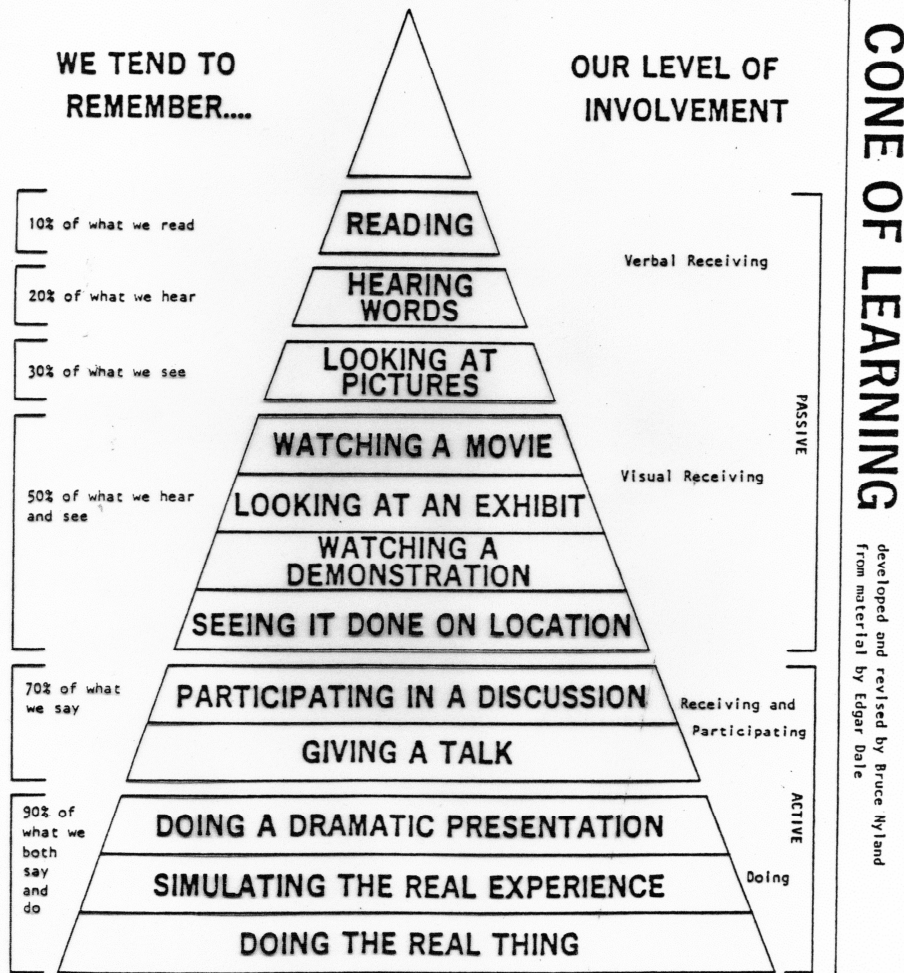 WE TEND TO
REMEMBER....
OUR LEVEL OF
INVOLVEMENT
10% of what we read
READING
20% of what we hear
HEARING
WORDS
Verbal Receiving
30% of what we see
LOOKING AT
PICTURES
50% of what we hear
and see
WATCHING A MOVIE
LOOKING AT AN EXHIBIT
WATCHING A
DEMONSTRATION
SEEING IT DONE ON LOCATION
Visual Receiving
PASSIVE
70% of what
we say
PARTICIPATING IN A DISCUSSION
GIVING A TALK
Receiving and
Participating
90% of
what we
both
say
and
do
DOING A DRAMATIC PRESENTATION
SIMULATING THE REAL EXPERIENCE
DOING THE REAL THING
Doing
ACTIVE
CONE OF LEARNING
developed and revised by Bruce Nyland
from material by Edgar Dale